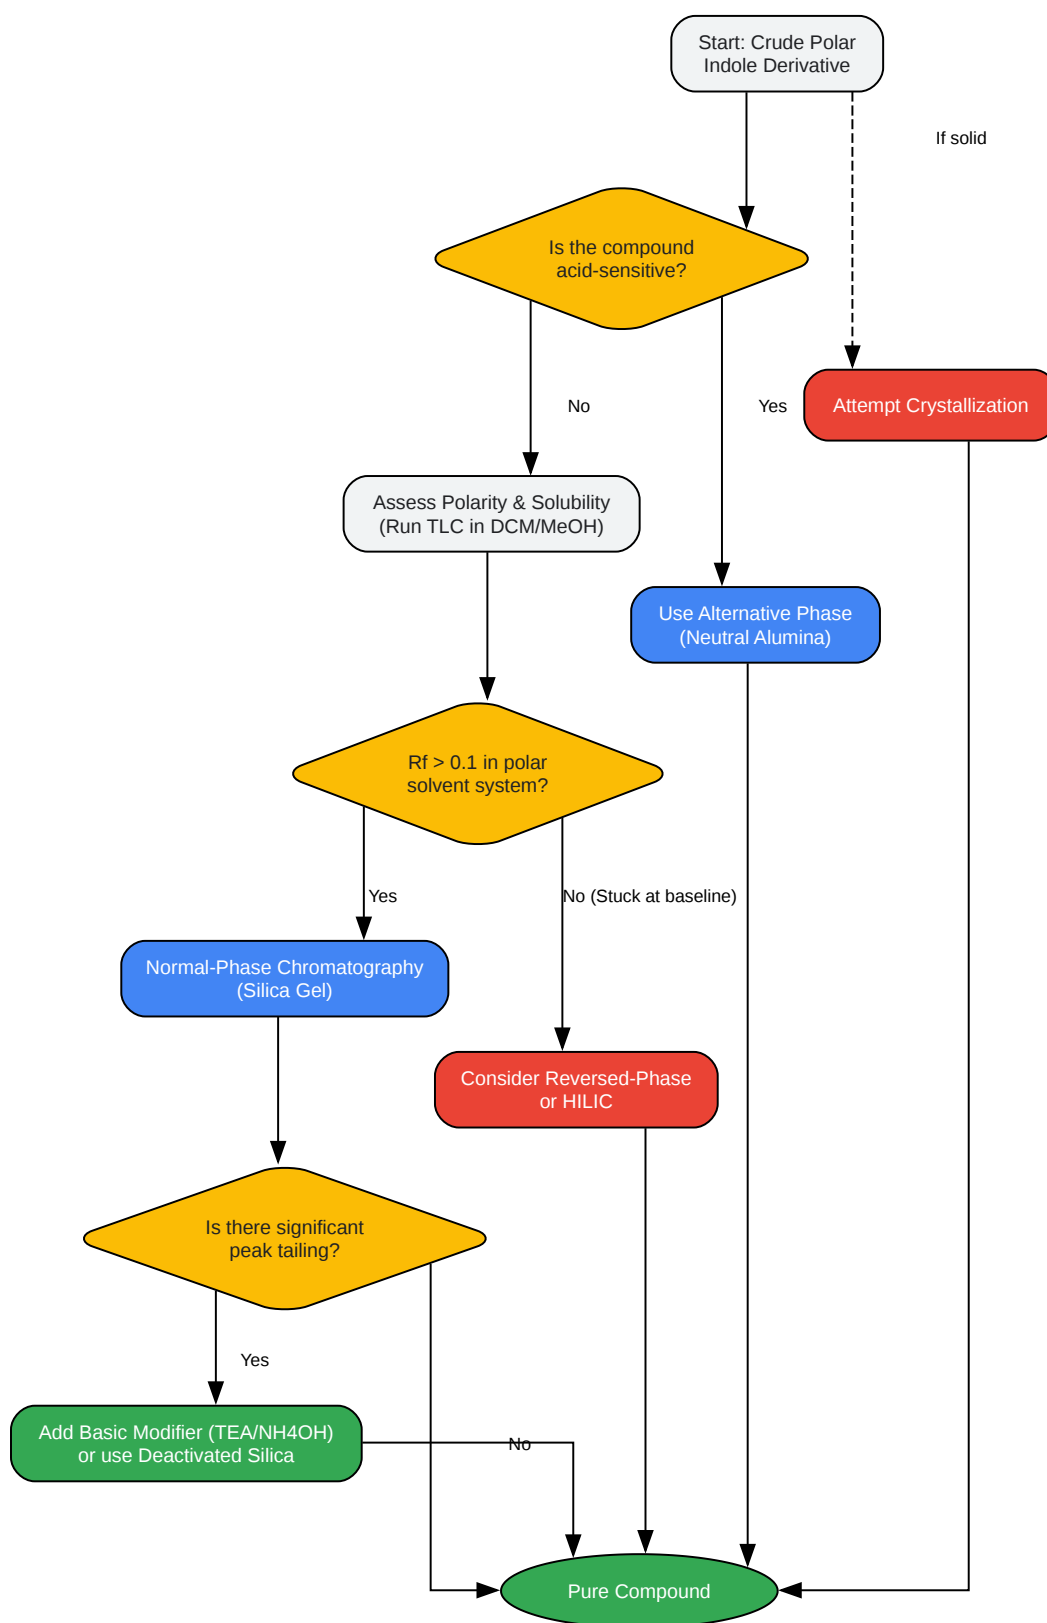 Start: Crude Polar
Indole Derivative
If solid
Is the compound
acid-sensitive?
No
Yes
Attempt Crystallization
Assess Polarity & Solubility
(Run TLC in DCM/MeOH)
Use Alternative Phase
(Neutral Alumina)
Rf > 0.1 in polar
solvent system?
Yes
No (Stuck at baseline)
Normal-Phase Chromatography
(Silica Gel)
Consider Reversed-Phase
or HILIC
Is there significant
peak tailing?
Yes
Add Basic Modifier (TEA/NH4OH)
or use Deactivated Silica
No
Pure Compound